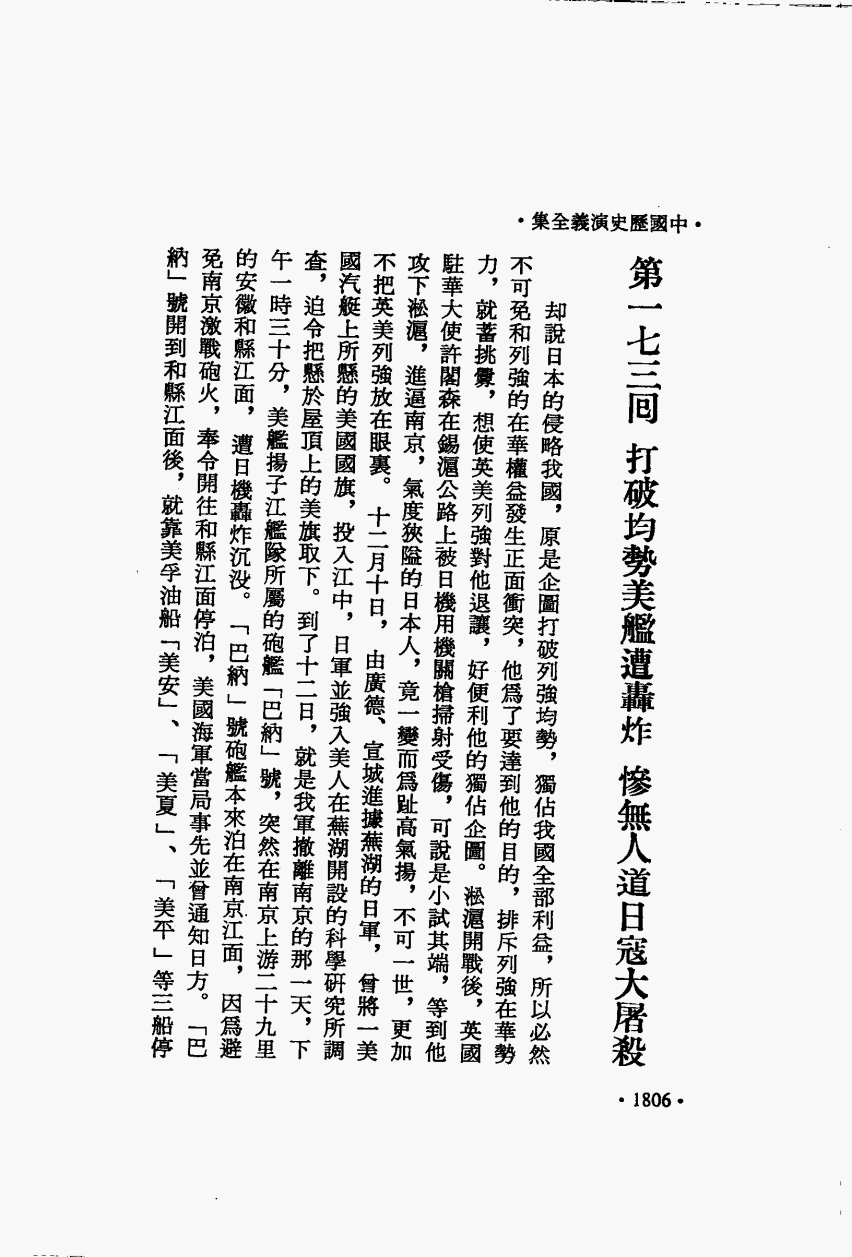 •中國歷史演義全集•
第一七三回 打破均勢美艦遭轟炸 慘無人道日寇大屠殺
却說日本的侵略我國，原是企圖打破列強均勢，獨佔我國全部利益，所以必然
不可免和列強的在華權益發生正面衝突，他爲了要達到他的目的，排斥列強在華勢
力，就蓄挑釁，想使英美列強對他退讓，好便利他的獨佔企圖。淞滬開戰後，英國
駐華大使許閣森在錫滬公路上被日機用機關槍掃射受傷，可說是小試其端，等到他
攻下淞滬，進逼南京，氣度狹隘的日本人，竟一變而爲趾高氣揚，不可一世，更加
不把英美列強放在眼裏。十二月十日，由廣德、宣城進據蕪湖的日軍，曾將一美
國汽艇上所懸的美國國旗，投入江中，日軍並強入美人在蕪湖開設的科學研究所調
查，迫令把懸於屋頂上的美旗取下。到了十二日，就是我軍撤離南京的那一天，下
午一時三十分，美艦揚子江艦隊所屬的砲艦「巴納」號，突然在南京上游二十九里
的安徽和縣江面，遭日機轟炸沉没。「巴納」號砲艦本來泊在南京江面，因爲避
免南京激戰砲火，奉令開往和縣江面停泊，美國海軍當局事先並曾通知日方。「巴
納」號開到和縣江面後，就靠美孚油船「美安」、「美夏」、「美平」等三船停
•1806•